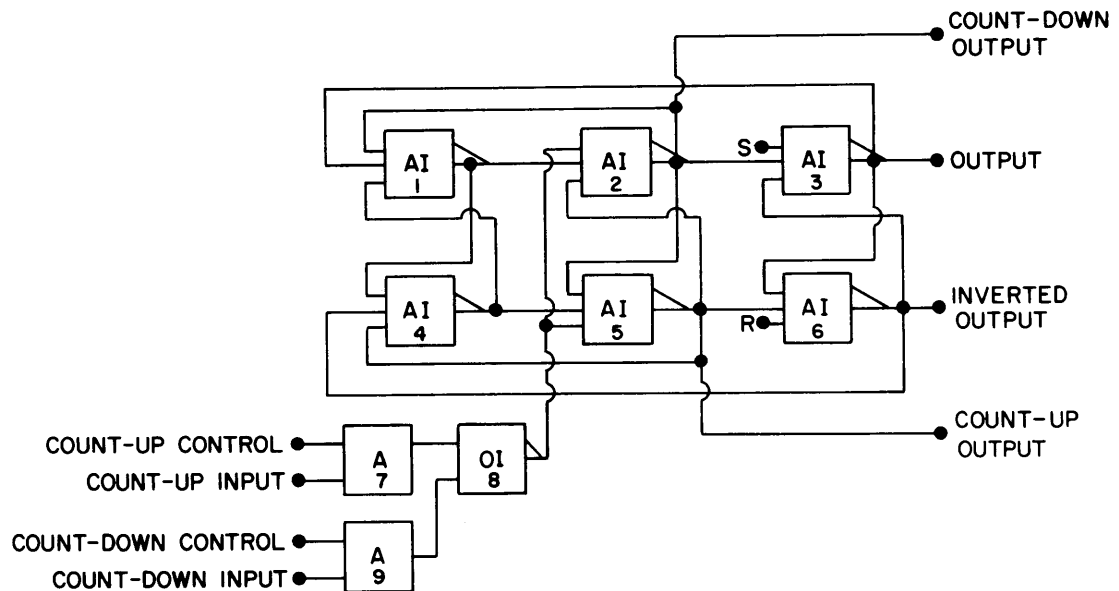 COUNT-DOWN
OUTPUT
AI
1
AI
2
S
AI
3
OUTPUT
AI
4
AI
5
R
AI
6
INVERTED
OUTPUT
COUNT-UP CONTROL
COUNT-UP INPUT
A
7
OI
8
COUNT-UP
OUTPUT
COUNT-DOWN CONTROL
COUNT-DOWN INPUT
A
9